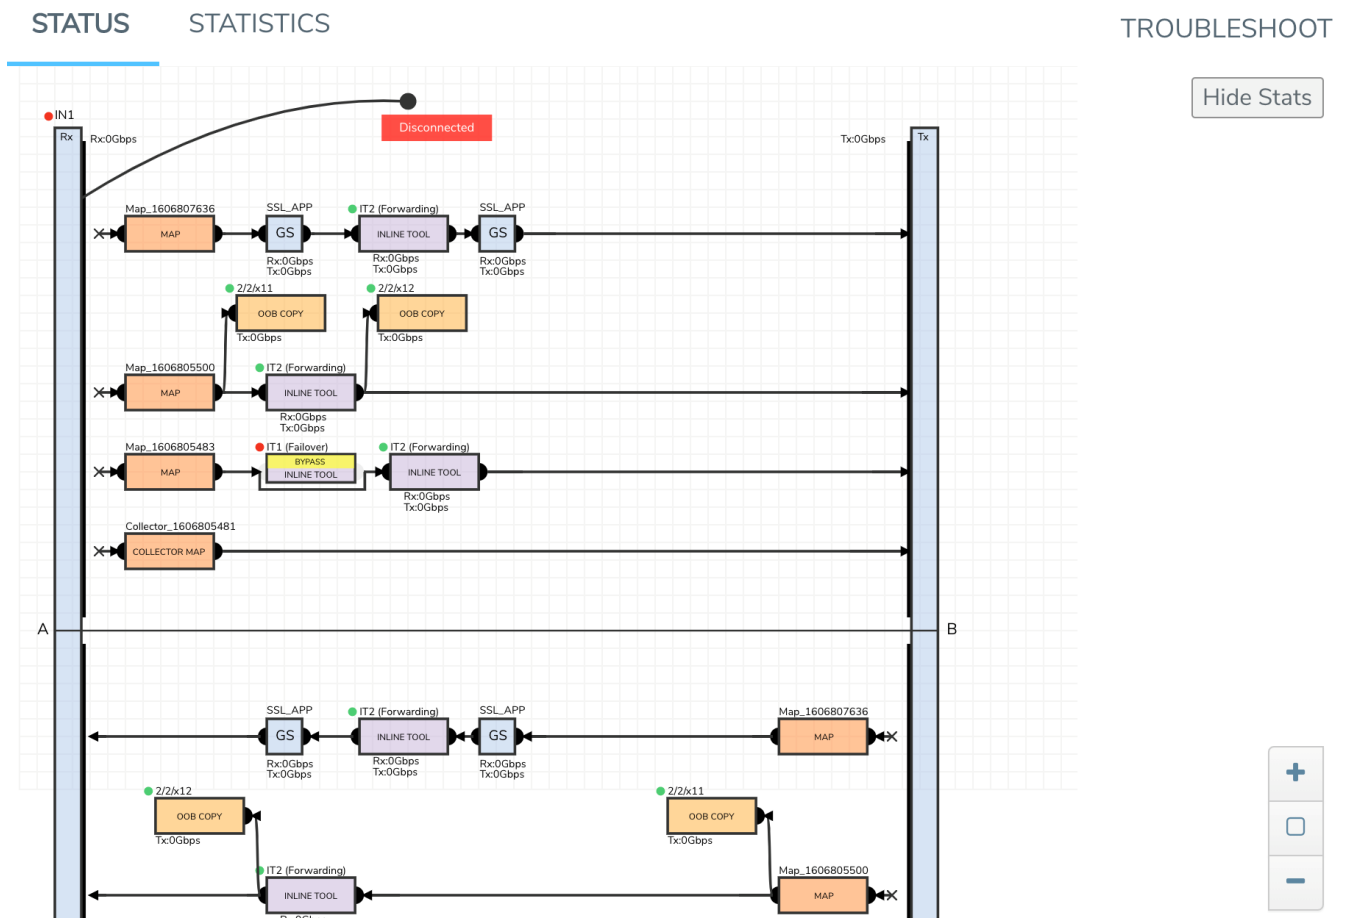 STATUS STATISTICS TROUBLESHOOT
Hide Stats
IN1
Disconnected
Rx Rx:0Gbps Tx:0Gbps Tx
Map_1606807636 SSL_APP IT2 (Forwarding) SSL_APP
MAP GS INLINE TOOL GS
Rx:0Gbps Rx:0Gbps Rx:0Gbps
Tx:0Gbps Tx:0Gbps Tx:0Gbps
2/2/x11 2/2/x12
OOB COPY OOB COPY
Tx:0Gbps Tx:0Gbps
Map_1606805500 IT2 (Forwarding)
MAP INLINE TOOL
Rx:0Gbps
Tx:0Gbps
Map_1606805483 IT1 (Failover) IT2 (Forwarding)
BYPASS
MAP INLINE TOOL INLINE TOOL
Rx:0Gbps
Tx:0Gbps
Collector_1606805481
COLLECTOR MAP
A B
SSL_APP IT2 (Forwarding) SSL_APP Map_1606807636
GS INLINE TOOL GS MAP
Rx:0Gbps Rx:0Gbps Rx:0Gbps
Tx:0Gbps Tx:0Gbps Tx:0Gbps
2/2/x12 2/2/x11
OOB COPY OOB COPY
Tx:0Gbps Tx:0Gbps
IT2 (Forwarding) Map_1606805500
INLINE TOOL MAP